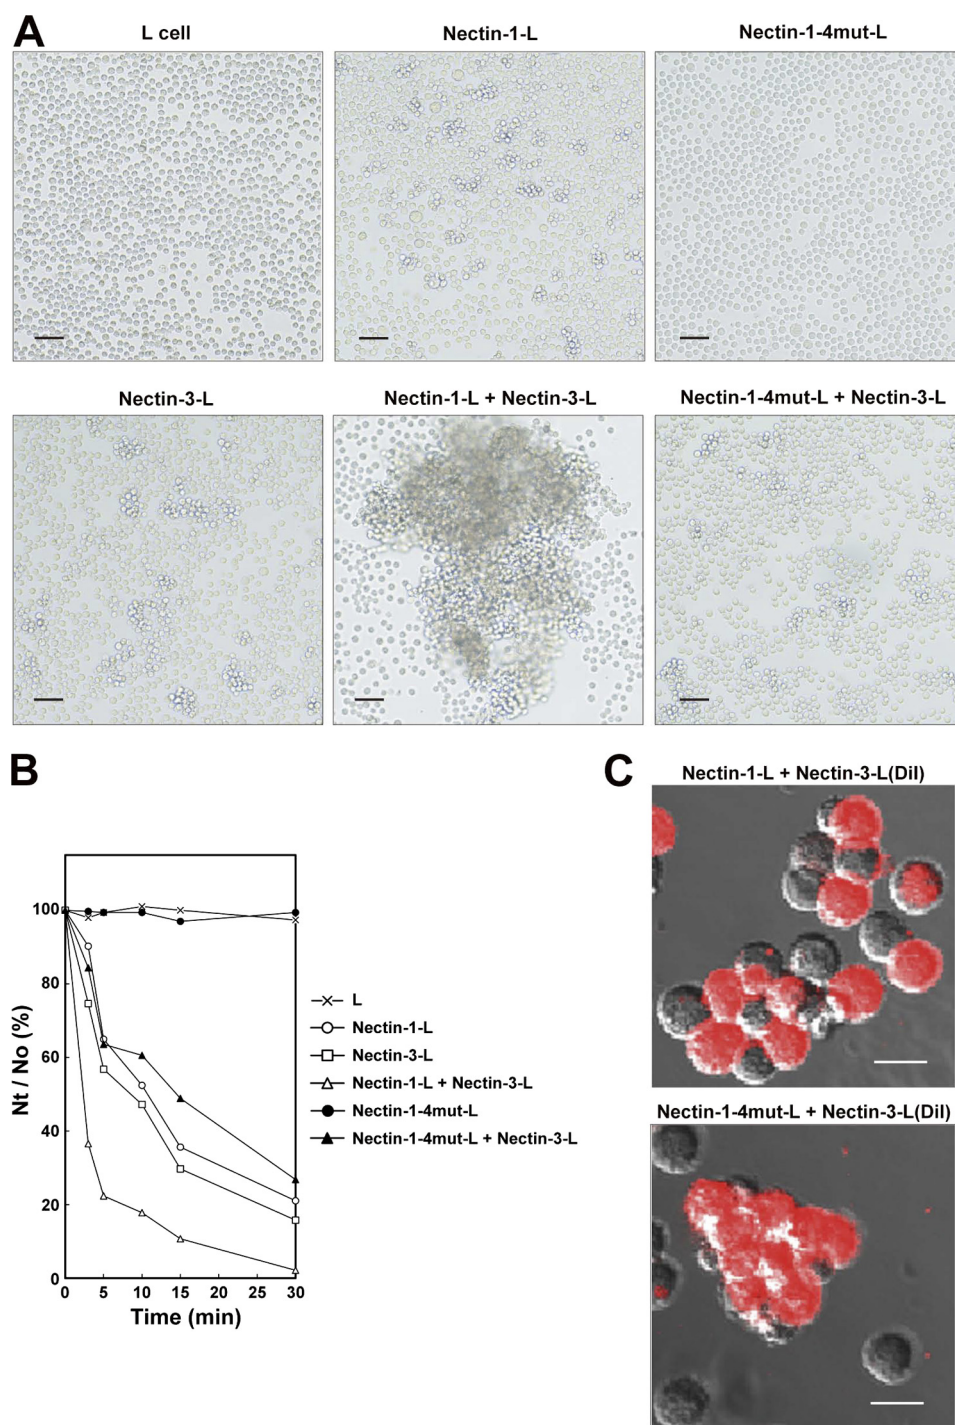 A
L cell
Nectin-1-L
Nectin-1-4mut-L
Nectin-3-L
Nectin-1-L + Nectin-3-L
Nectin-1-4mut-L + Nectin-3-L
B
Nt / No (%)
100
80
60
40
20
0
0 5 10 15 20 25 30
Time (min)
L
Nectin-1-L
Nectin-3-L
Nectin-1-L + Nectin-3-L
Nectin-1-4mut-L
Nectin-1-4mut-L + Nectin-3-L
C
Nectin-1-L + Nectin-3-L(DiI)
Nectin-1-4mut-L + Nectin-3-L(DiI)